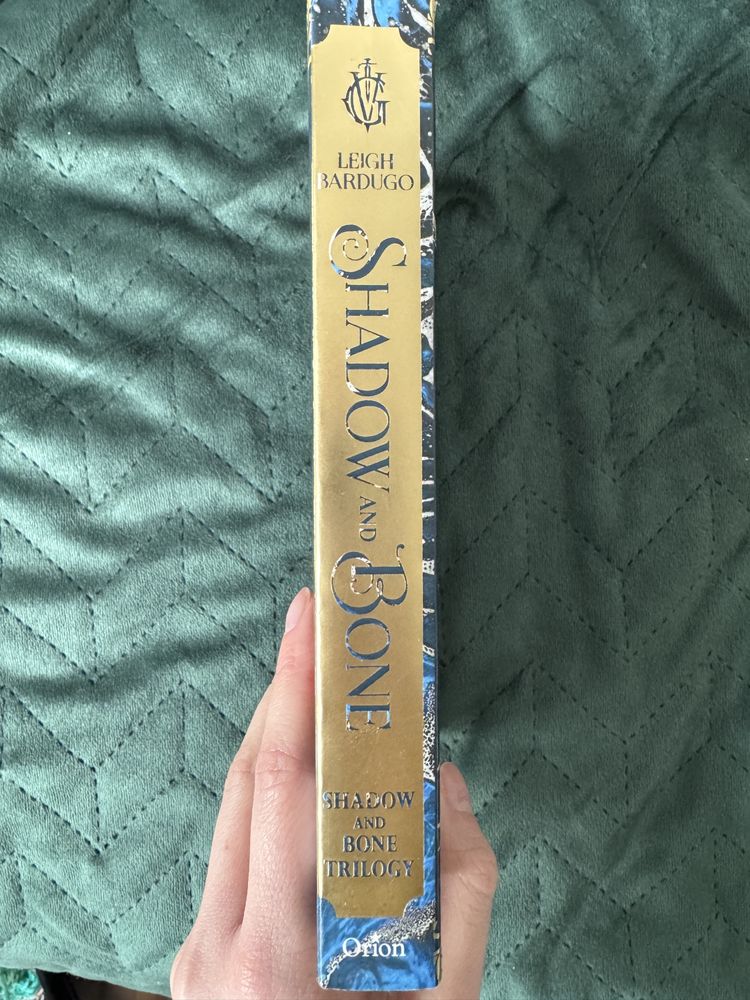 LEIGH
BARDUGO
SHADOW AND BONE
SHADOW
AND
BONE
TRILOGY
Orion